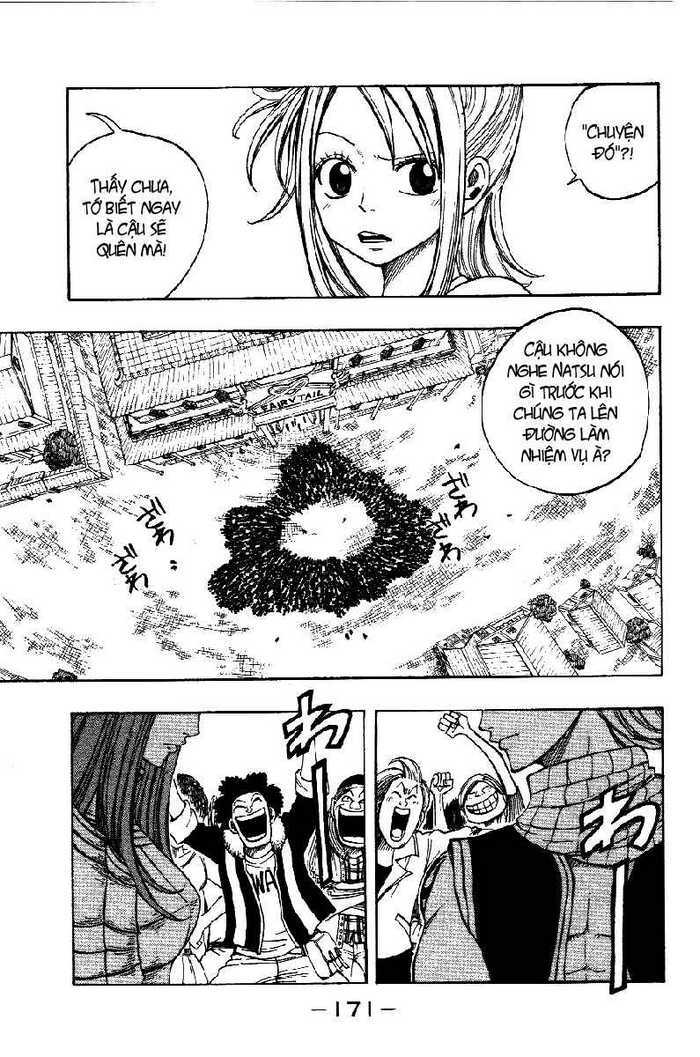 "CHUYỆN
ĐÓ"?!
THẤY CHƯA,
TỚ BIẾT NGAY
LÀ CẬU SẼ
QUÊN MÀ!
CẬU KHÔNG
NGHE NATSU NÓI
GÌ TRƯỚC KHI
CHÚNG TA LÊN
ĐƯỜNG LÀM
NHIỆM VỤ À?
FAIRY TAIL
ざわ
ざわ
ざわ
わー
わー
WA
-171-